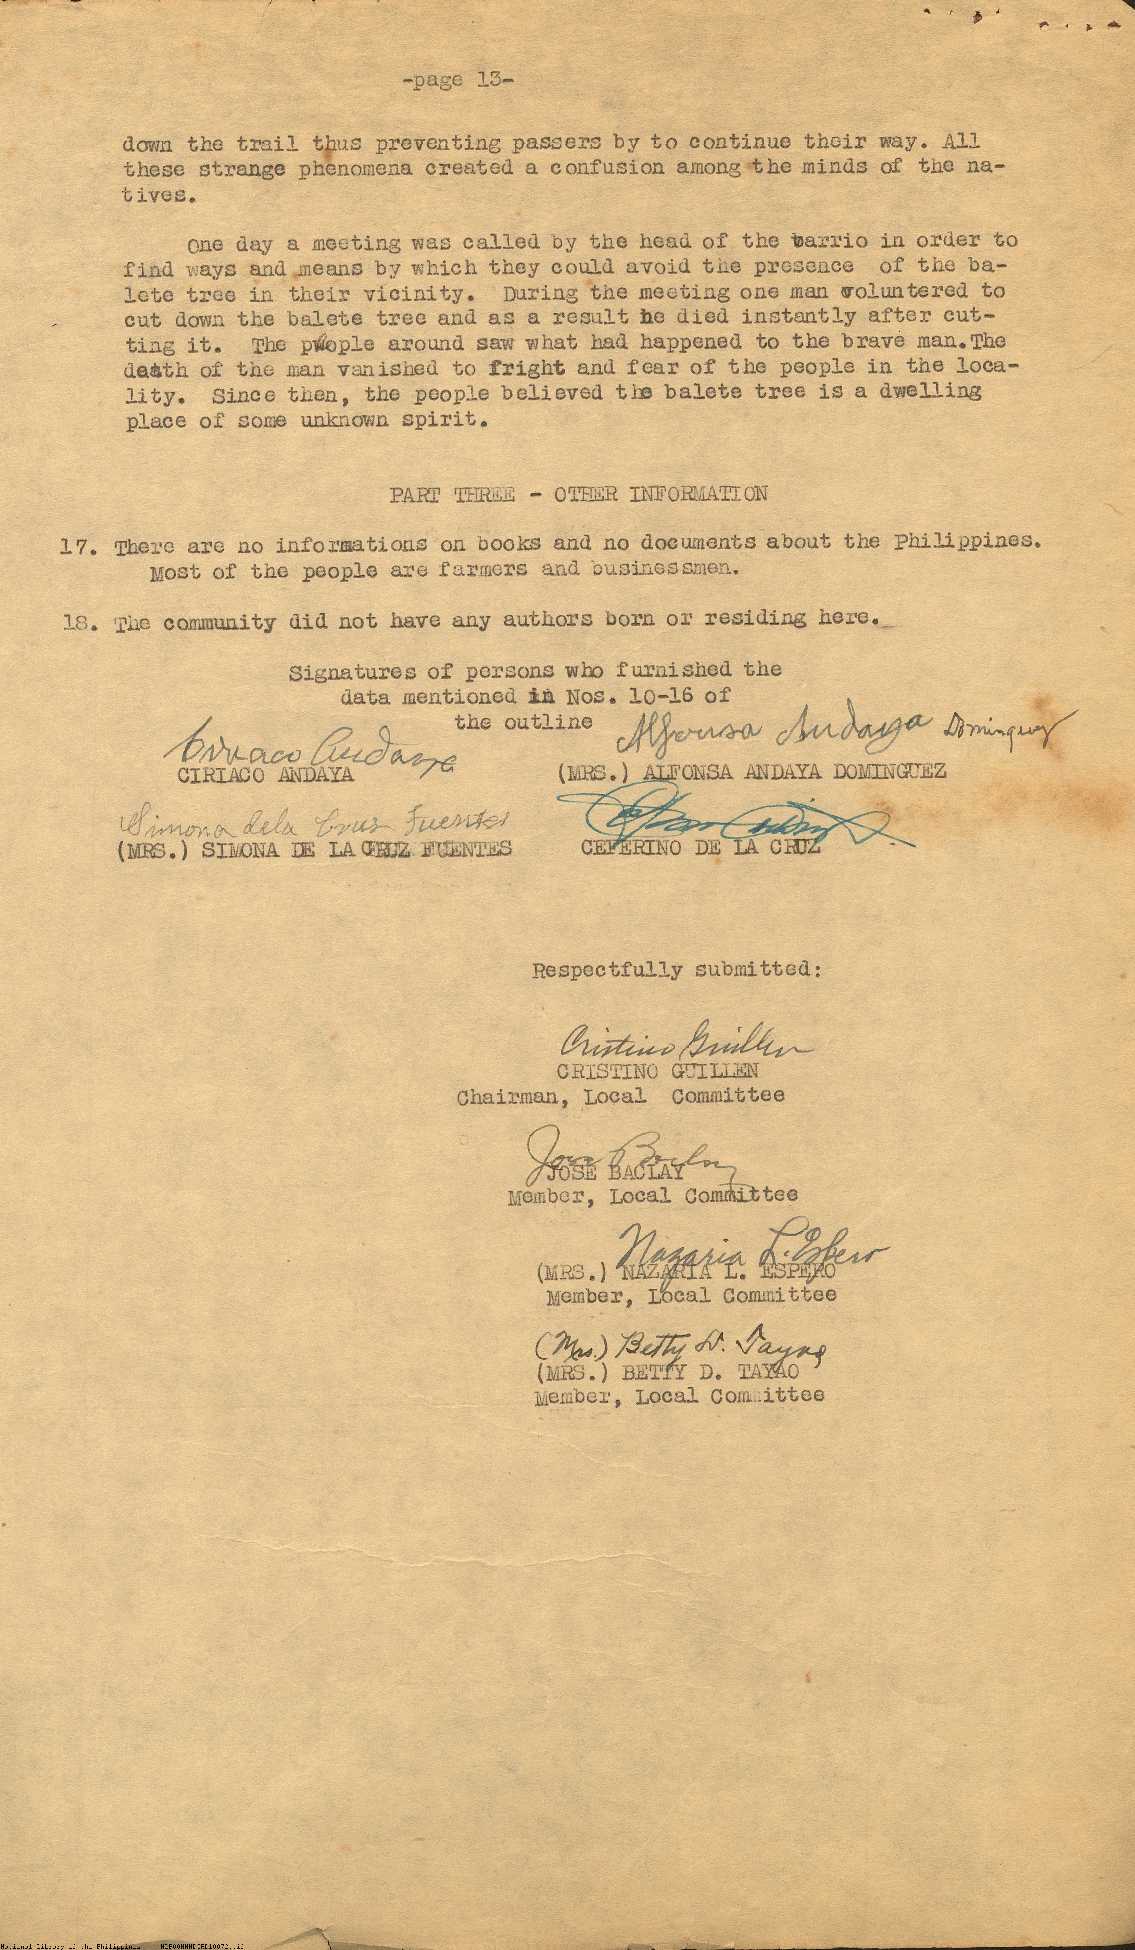 -page 13-
down the trail thus preventing passers by to continue their way. All
these strange phenomena created a confusion among the minds of the na-
tives.
One day a meeting was called by the head of the barrio in order to
find ways and means by which they could avoid the presence of the ba-
lete tree in their vicinity. During the meeting one man voluntered to
cut down the balete tree and as a result he died instantly after cut-
ting it. The people around saw what had happened to the brave man.The
death of the man vanished to fright and fear of the people in the loca-
lity. Since then, the people believed the balete tree is a dwelling
place of some unknown spirit.
PART THREE - OTHER INFORMATION
17. There are no informations on books and no documents about the Philippines.
Most of the people are farmers and businessmen.
18. The community did not have any authors born or residing here.
Signatures of persons who furnished the
data mentioned in Nos. 10-16 of
the outline
Ciriaco Andaya
Alfonsa Andaya Dominguez
CIRIACO ANDAYA
(MRS.) ALFONSA ANDAYA DOMINGUEZ
Simona dela Cruz Fuentes
(MRS.) SIMONA DE LA CRUZ FUENTES
CEFERINO DE LA CRUZ
Respectfully submitted:
Cristino Guillen
CRISTINO GUILLEN
Chairman, Local Committee
Jose Baclay
JOSE BACLAY
Member, Local Committee
Nazaria L. Espero
(MRS.) NAZARIA L. ESPERO
Member, Local Committee
(Mrs.) Betty D. Tayao
(MRS.) BETTY D. TAYAO
Member, Local Committee
National Library of the Philippines